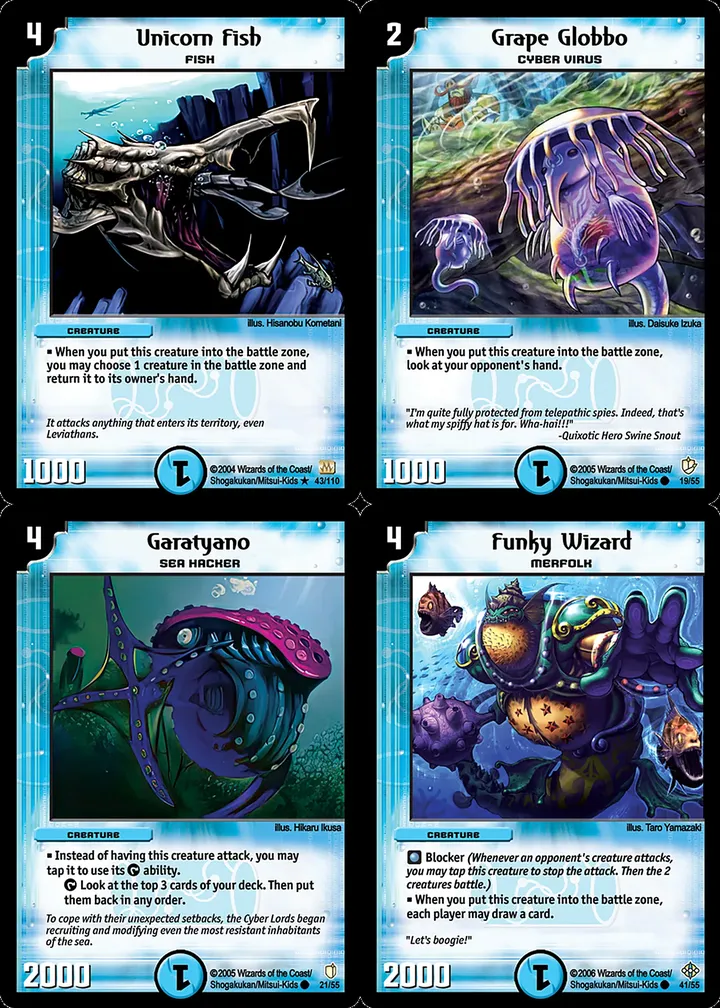 4
Unicorn Fish
FISH
illus. Hisanobu Kometani
CREATURE
▪ When you put this creature into the battle zone,
you may choose 1 creature in the battle zone and
return it to its owner's hand.
It attacks anything that enters its territory, even
Leviathans.
1000
©2004 Wizards of the Coast/
Shogakukan/Mitsui-Kids ★ 43/110
2
Grape Globbo
CYBER VIRUS
illus. Daisuke Izuka
CREATURE
▪ When you put this creature into the battle zone,
look at your opponent's hand.
"I'm quite fully protected from telepathic spies. Indeed, that's
what my spiffy hat is for. Wha-hai!!!"
-Quixotic Hero Swine Snout
1000
©2005 Wizards of the Coast/
Shogakukan/Mitsui-Kids ● 19/55
4
Garatyano
SEA HACKER
illus. Hikaru Ikusa
CREATURE
▪ Instead of having this creature attack, you may
tap it to use its ability.
Look at the top 3 cards of your deck. Then put
them back in any order.
To cope with their unexpected setbacks, the Cyber Lords began
recruiting and modifying even the most resistant inhabitants
of the sea.
2000
©2005 Wizards of the Coast/
Shogakukan/Mitsui-Kids ● 21/55
4
Funky Wizard
MERFOLK
illus. Taro Yamazaki
CREATURE
Blocker (Whenever an opponent's creature attacks,
you may tap this creature to stop the attack. Then the 2
creatures battle.)
▪ When you put this creature into the battle zone,
each player may draw a card.
"Let's boogie!"
2000
©2006 Wizards of the Coast/
Shogakukan/Mitsui-Kids ● 41/55